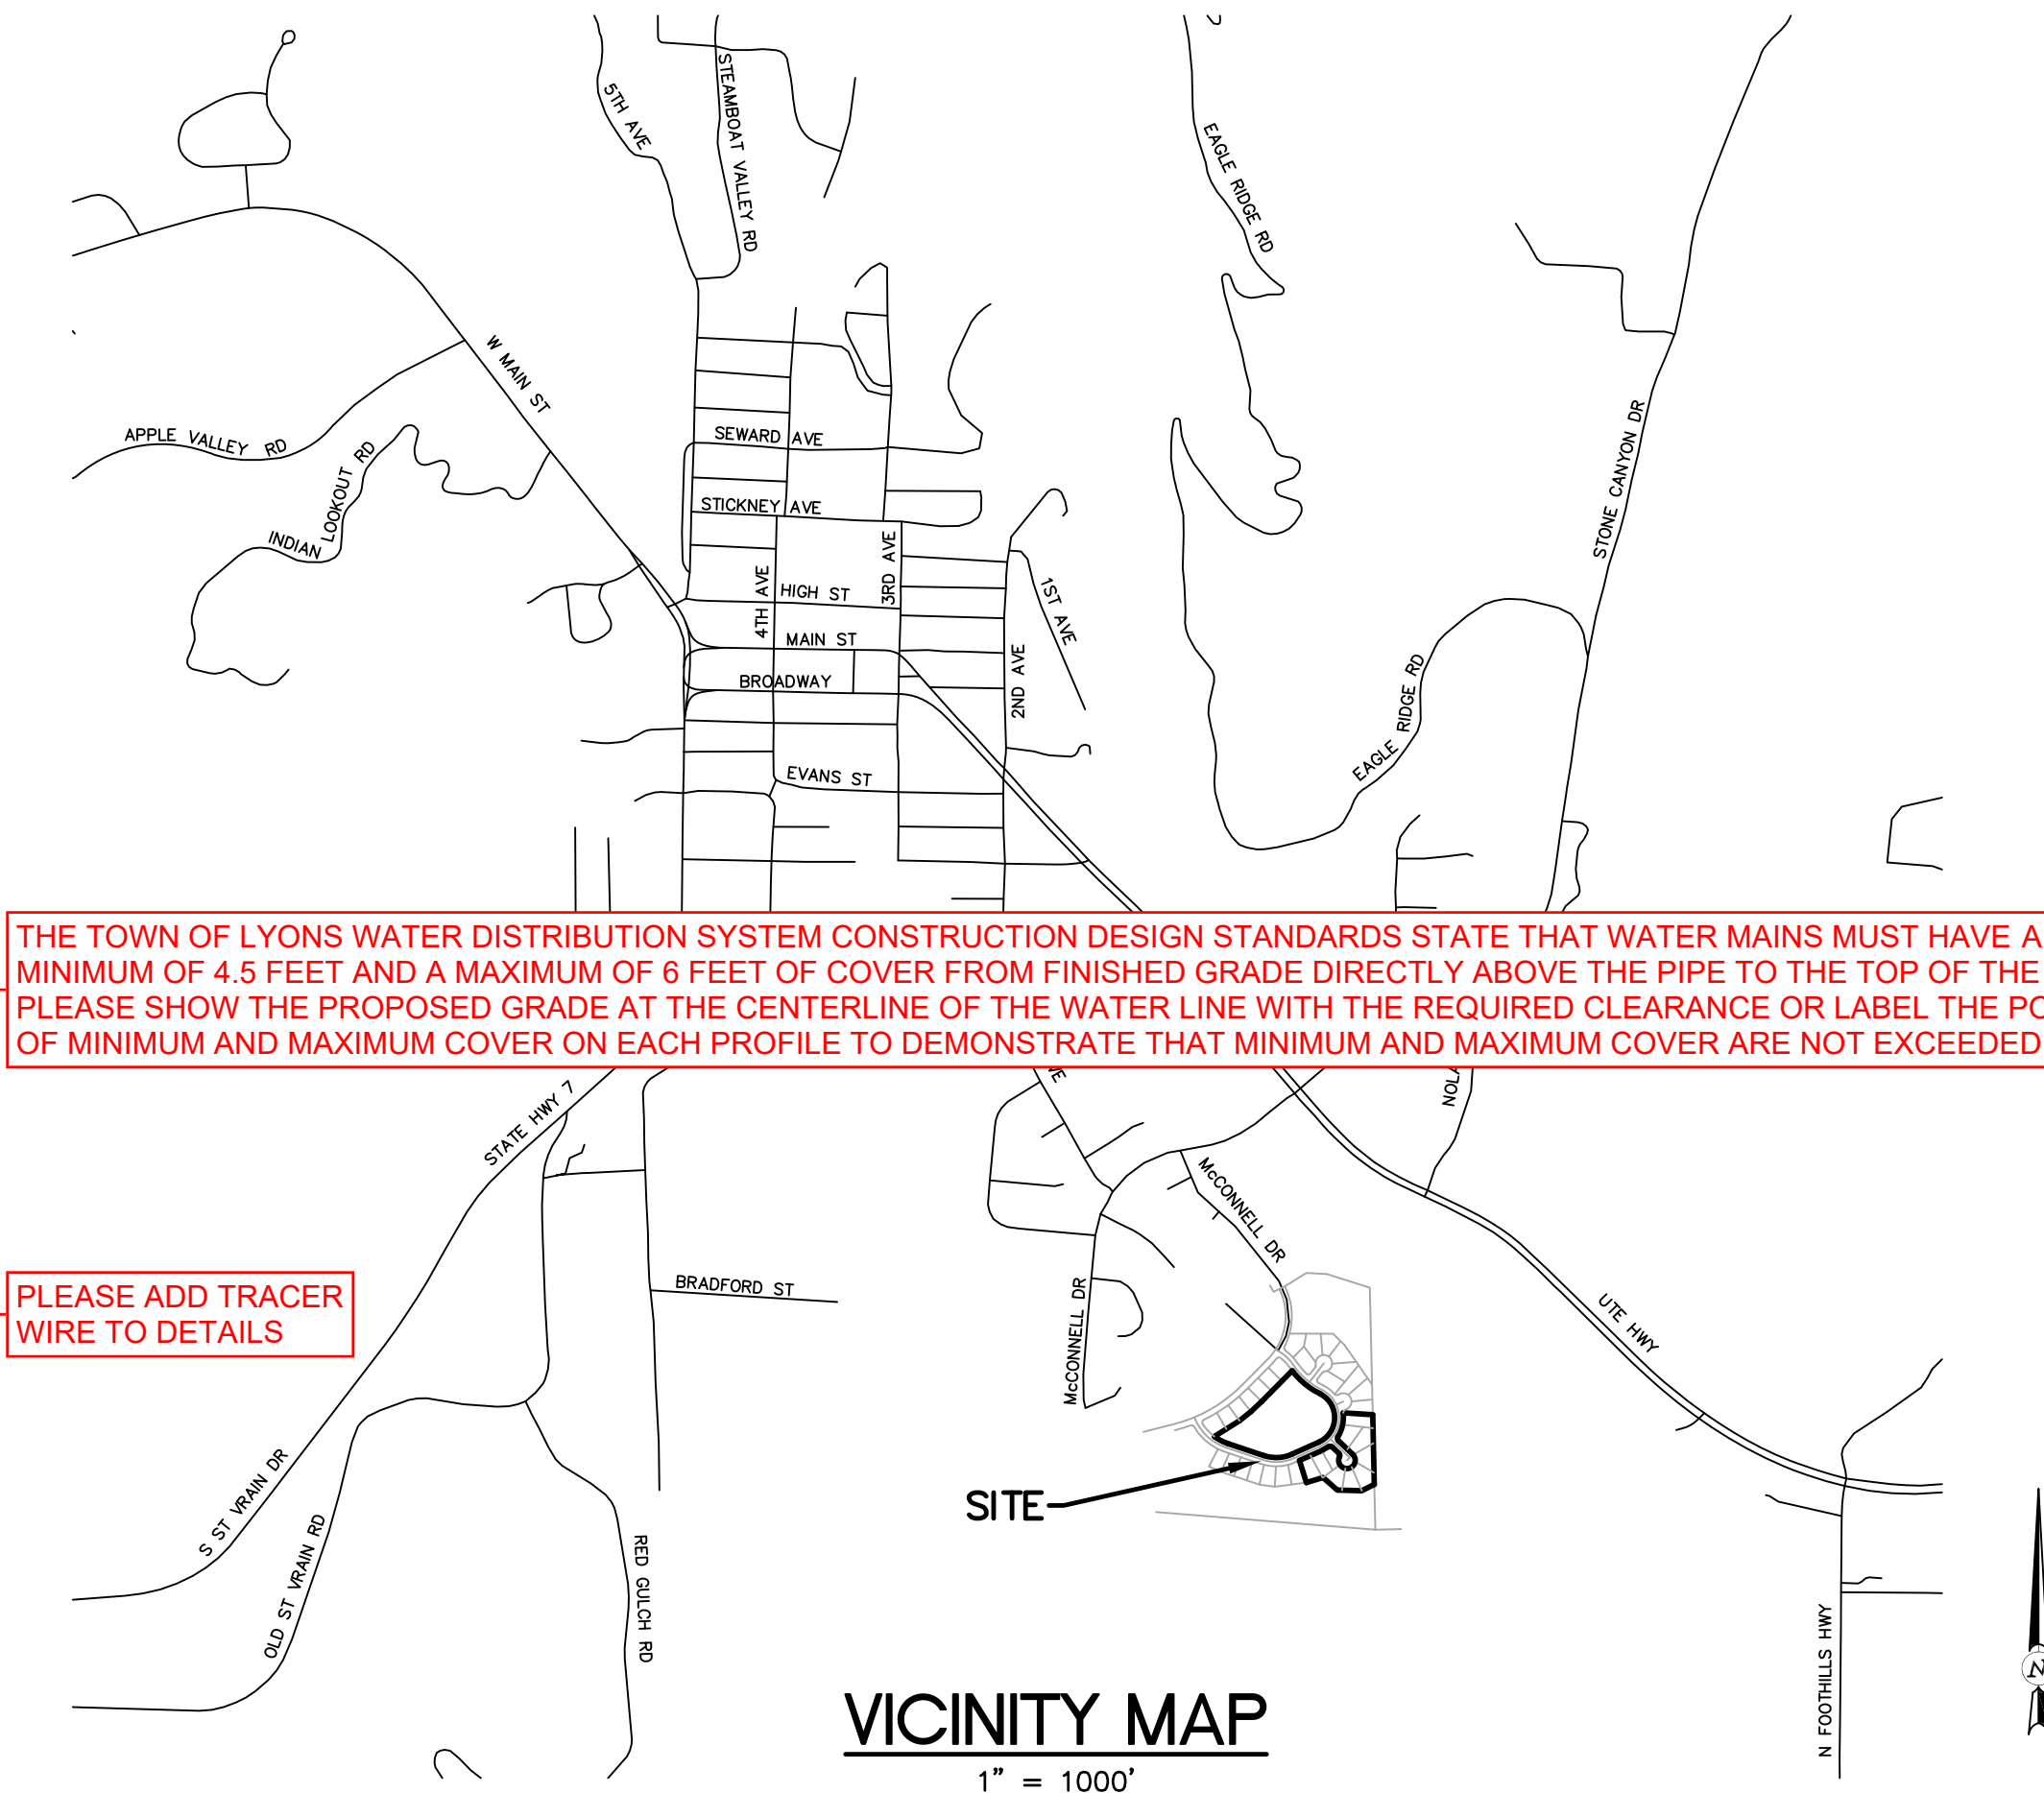 5TH AVE
STEAMBOAT VALLEY RD
EAGLE RIDGE RD
W MAIN ST
APPLE VALLEY RD
INDIAN LOOKOUT RD
SEWARD AVE
STICKNEY AVE
3RD AVE
4TH AVE
HIGH ST
1ST AVE
MAIN ST
BROADWAY
2ND AVE
EVANS ST
STONE CANYON DR
EAGLE RIDGE RD
THE TOWN OF LYONS WATER DISTRIBUTION SYSTEM CONSTRUCTION DESIGN STANDARDS STATE THAT WATER MAINS MUST HAVE A
MINIMUM OF 4.5 FEET AND A MAXIMUM OF 6 FEET OF COVER FROM FINISHED GRADE DIRECTLY ABOVE THE PIPE TO THE TOP OF THE
PLEASE SHOW THE PROPOSED GRADE AT THE CENTERLINE OF THE WATER LINE WITH THE REQUIRED CLEARANCE OR LABEL THE
OF MINIMUM AND MAXIMUM COVER ON EACH PROFILE TO DEMONSTRATE THAT MINIMUM AND MAXIMUM COVER ARE NOT EXCEEDED
STATE HWY 7
McCONNELL DR
BRADFORD ST
McCONNELL DR
UTE HWY
PLEASE ADD TRACER
WIRE TO DETAILS
S ST VRAIN DR
OLD ST VRAIN RD
RED GULCH RD
SITE
N FOOTHILLS HWY
N
VICINITY MAP
1" = 1000'